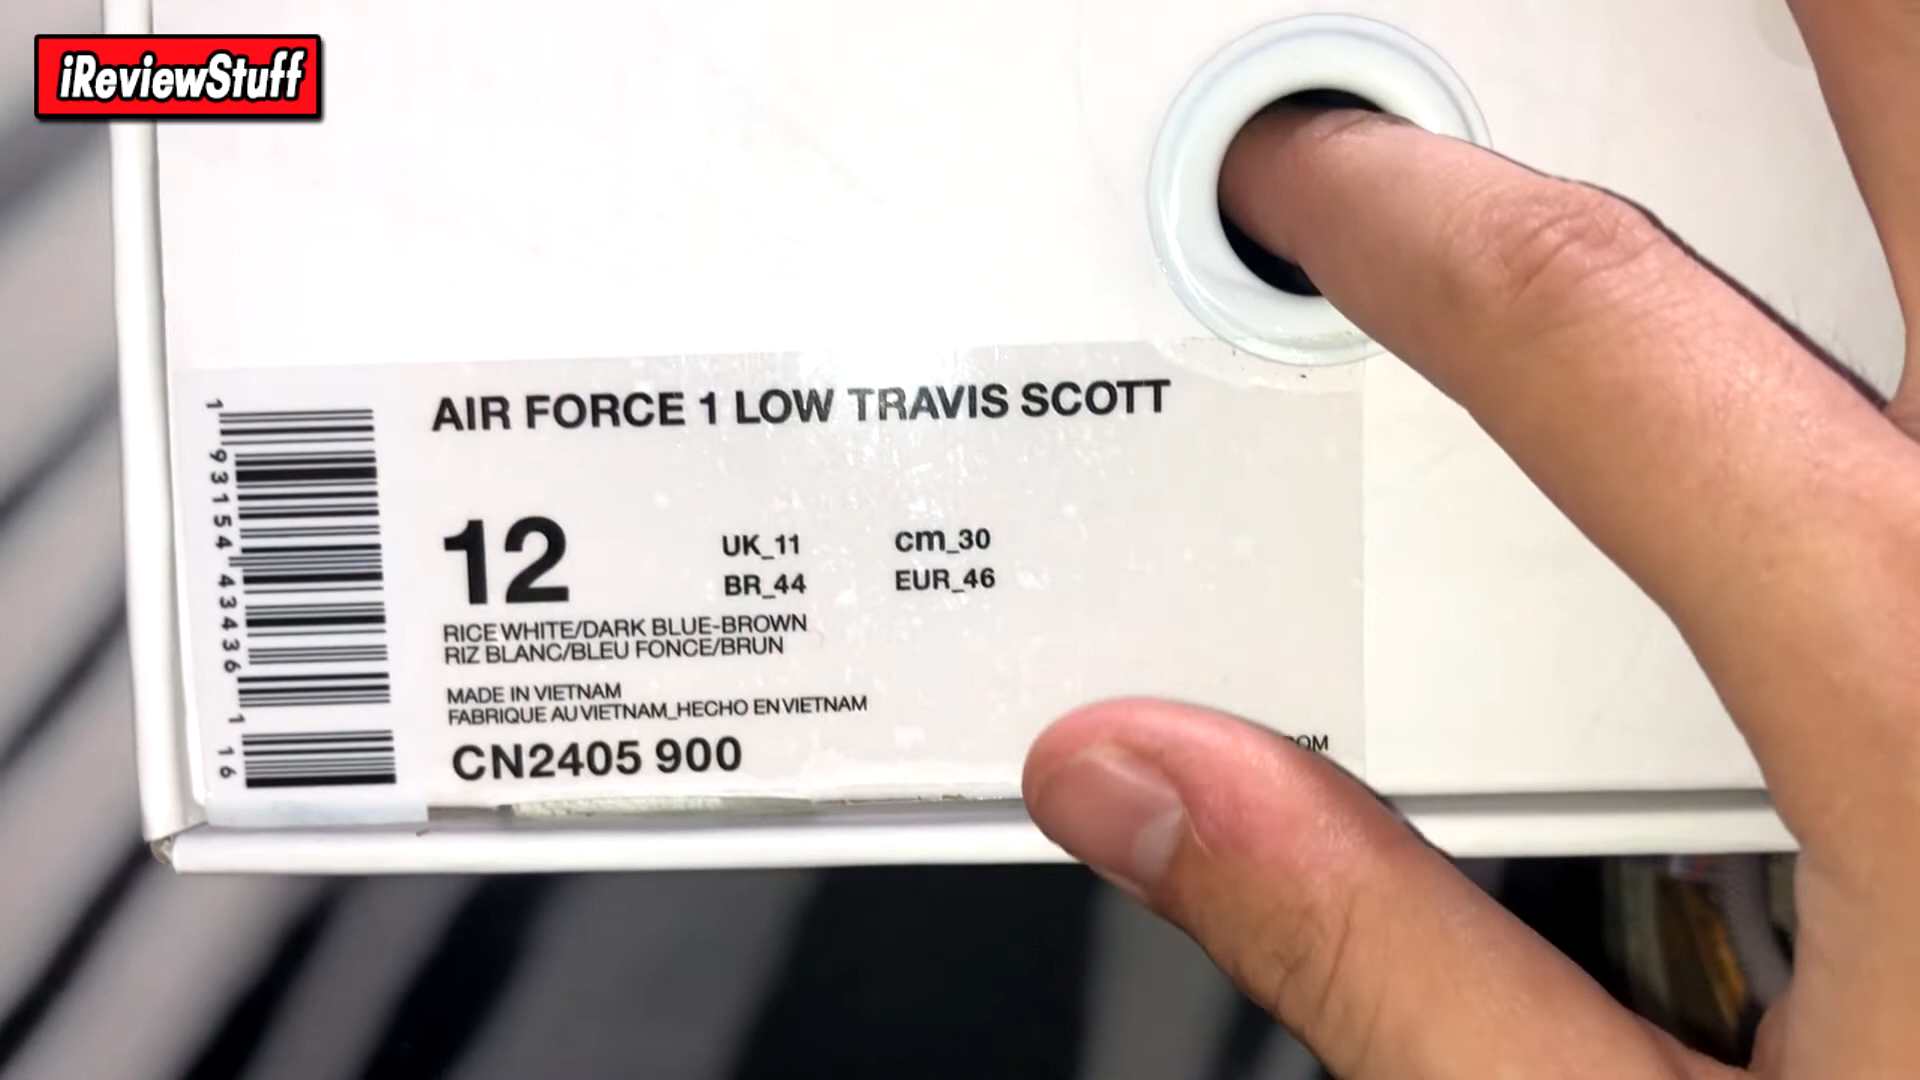 iReviewStuff
AIR FORCE 1 LOW TRAVIS SCOTT
12
UK_11 cm_30
BR_44 EUR_46
RICE WHITE/DARK BLUE-BROWN
RIZ BLANC/BLEU FONCE/BRUN
MADE IN VIETNAM
FABRIQUE AU VIETNAM_HECHO EN VIETNAM
CN2405 900
1 93154 43436 1 16